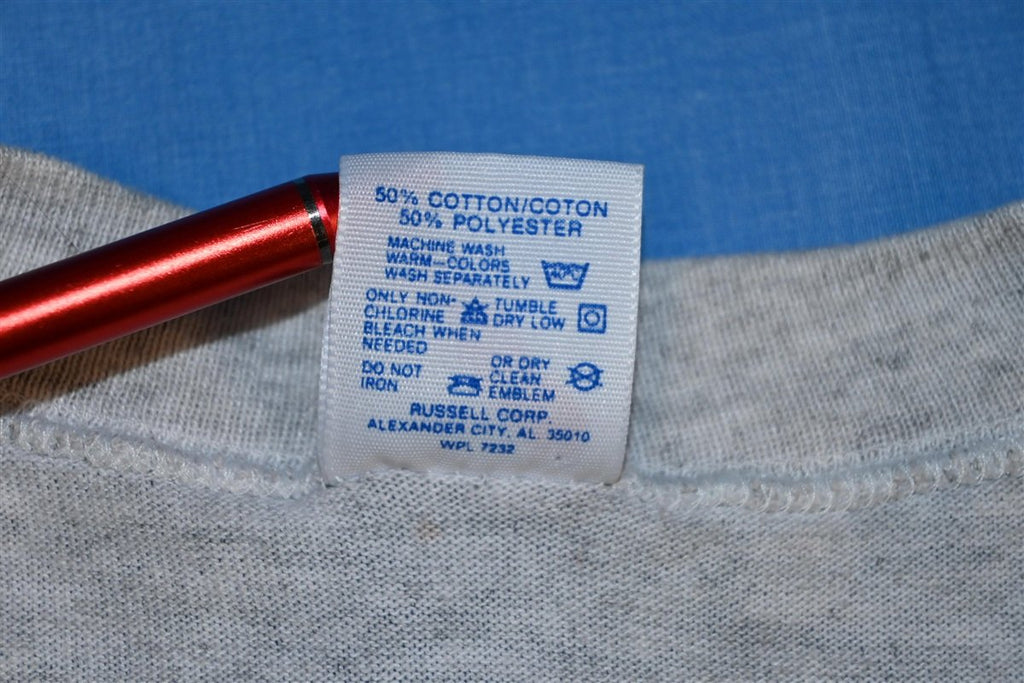 50% COTTON/COTON
50% POLYESTER
MACHINE WASH
WARM-COLORS
WASH SEPARATELY
ONLY NON-
CHLORINE
BLEACH WHEN
NEEDED
TUMBLE
DRY LOW
DO NOT
IRON
OR DRY
CLEAN
EMBLEM
RUSSELL CORP.
ALEXANDER CITY, AL 35010
WPL 7232